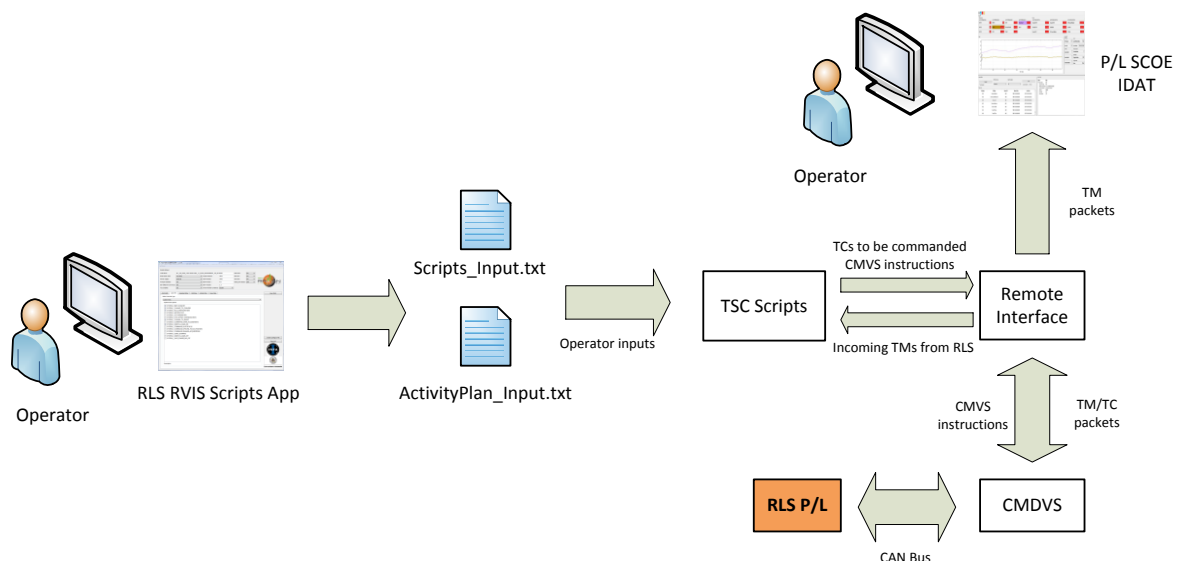 P/L SCOE
IDAT
Operator
TM
packets
Scripts_Input.txt
TCs to be commanded
CMVS instructions
TSC Scripts
Remote
Interface
Operator inputs
Incoming TMs from RLS
RLS RVIS Scripts App
ActivityPlan_Input.txt
Operator
CMVS
instructions
TM/TC
packets
RLS P/L
CMDVS
CAN Bus